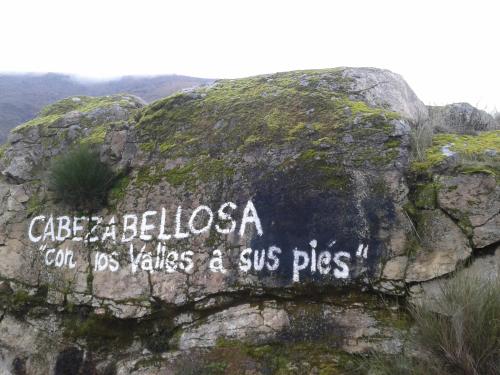 CABEZABELLOSA
"con los Valles a sus piés"